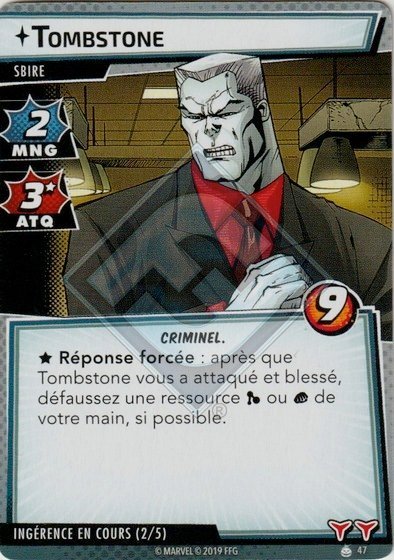 TOMBSTONE
SBIRE
2
MNG
3*
ATQ
9
CRIMINEL.
★ Réponse forcée : après que
Tombstone vous a attaqué et blessé,
défaussez une ressource ou de
votre main, si possible.
®
INGÉRENCE EN COURS (2/5)
© MARVEL © 2019 FFG
47